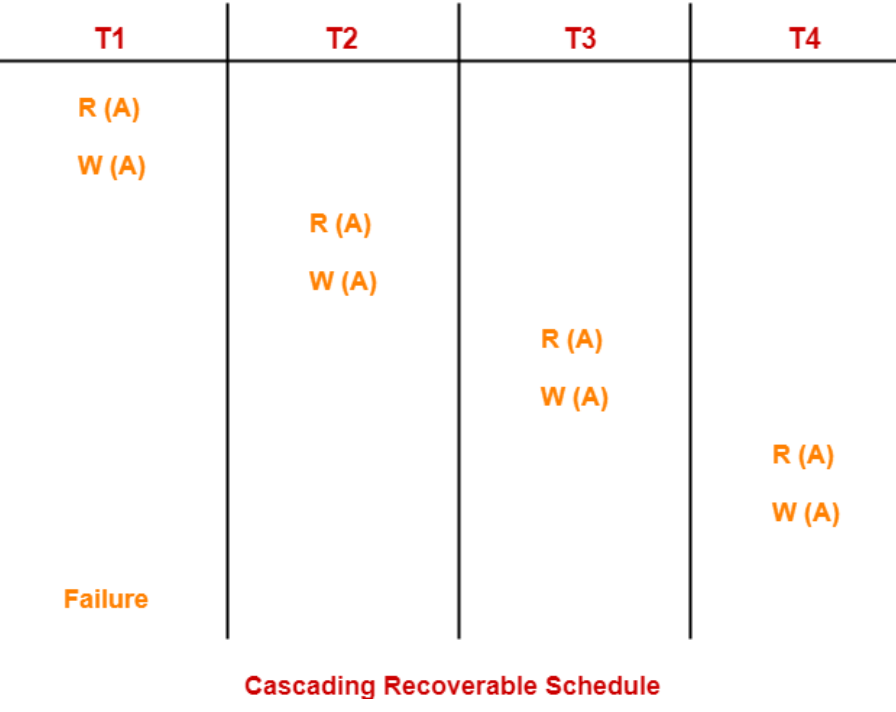 T1 T2 T3 T4
R (A)
W (A)
R (A)
W (A)
R (A)
W (A)
R (A)
W (A)
Failure
Cascading Recoverable Schedule